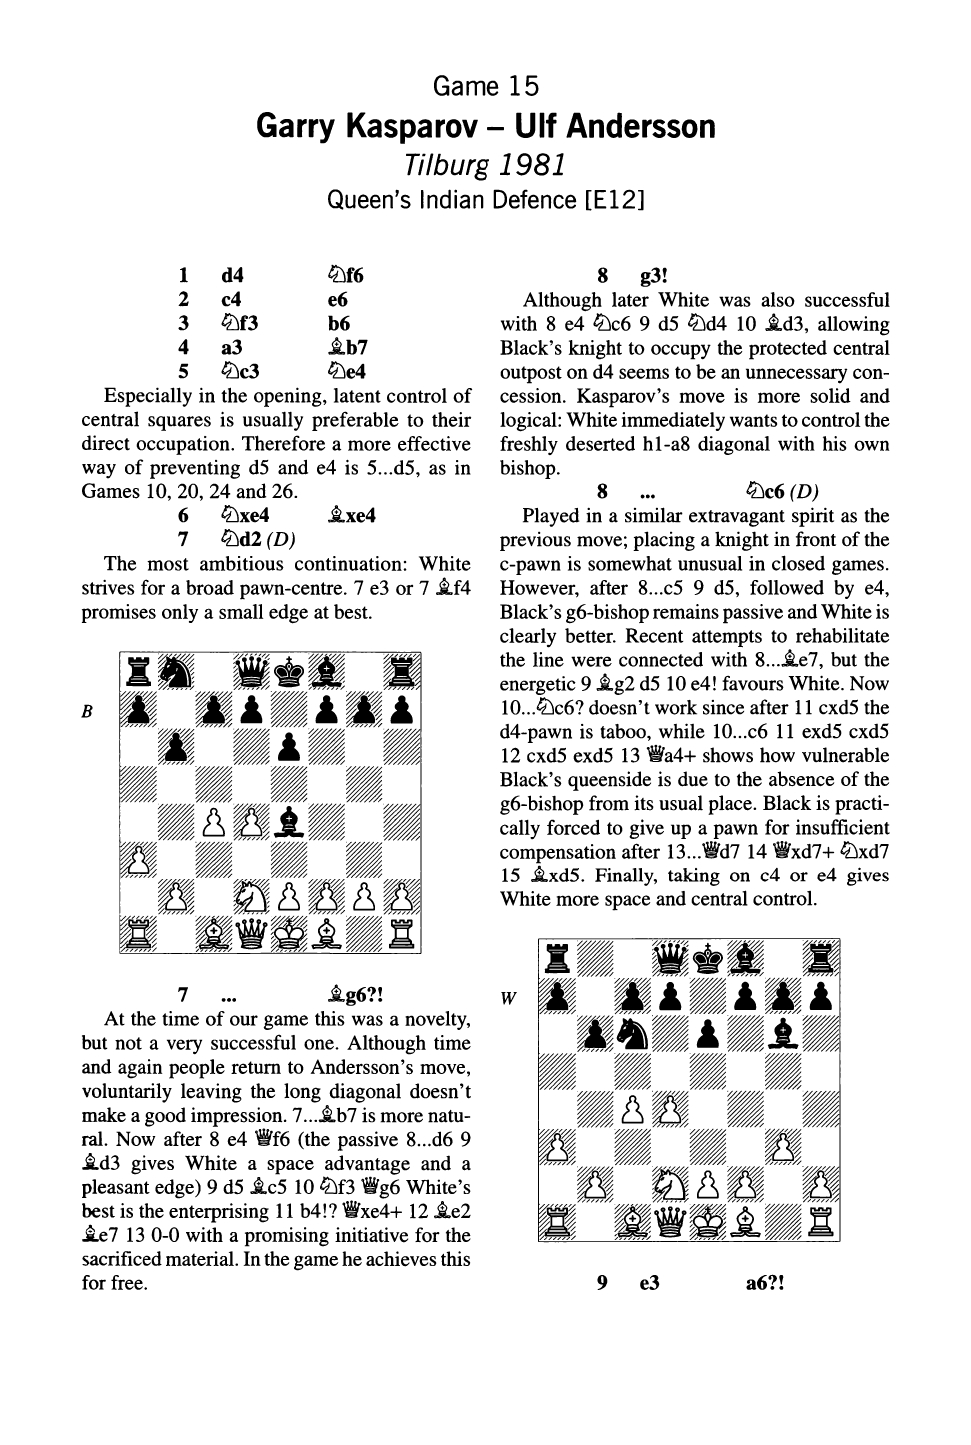 Game 15
Garry Kasparov – Ulf Andersson
Tilburg 1981
Queen's Indian Defence [E12]
1 d4 ♘f6
2 c4 e6
3 ♘f3 b6
4 a3 ♗b7
5 ♘c3 ♘e4
Especially in the opening, latent control of
central squares is usually preferable to their
direct occupation. Therefore a more effective
way of preventing d5 and e4 is 5...d5, as in
Games 10, 20, 24 and 26.
6 ♘xe4 ♗xe4
7 ♘d2 (D)
The most ambitious continuation: White
strives for a broad pawn-centre. 7 e3 or 7 ♗f4
promises only a small edge at best.
B
7 ... ♗g6?!
At the time of our game this was a novelty,
but not a very successful one. Although time
and again people return to Andersson's move,
voluntarily leaving the long diagonal doesn't
make a good impression. 7...♗b7 is more natu-
ral. Now after 8 e4 ♕f6 (the passive 8...d6 9
♗d3 gives White a space advantage and a
pleasant edge) 9 d5 ♗c5 10 ♘f3 ♕g6 White's
best is the enterprising 11 b4!? ♕xe4+ 12 ♗e2
♗e7 13 0-0 with a promising initiative for the
sacrificed material. In the game he achieves this
for free.
8 g3!
Although later White was also successful
with 8 e4 ♘c6 9 d5 ♘d4 10 ♗d3, allowing
Black's knight to occupy the protected central
outpost on d4 seems to be an unnecessary con-
cession. Kasparov's move is more solid and
logical: White immediately wants to control the
freshly deserted h1-a8 diagonal with his own
bishop.
8 ... ♘c6 (D)
Played in a similar extravagant spirit as the
previous move; placing a knight in front of the
c-pawn is somewhat unusual in closed games.
However, after 8...c5 9 d5, followed by e4,
Black's g6-bishop remains passive and White is
clearly better. Recent attempts to rehabilitate
the line were connected with 8...♗e7, but the
energetic 9 ♗g2 d5 10 e4! favours White. Now
10...♘c6? doesn't work since after 11 cxd5 the
d4-pawn is taboo, while 10...c6 11 exd5 cxd5
12 cxd5 exd5 13 ♕a4+ shows how vulnerable
Black's queenside is due to the absence of the
g6-bishop from its usual place. Black is practi-
cally forced to give up a pawn for insufficient
compensation after 13...♕d7 14 ♕xd7+ ♘xd7
15 ♗xd5. Finally, taking on c4 or e4 gives
White more space and central control.
W
9 e3 a6?!